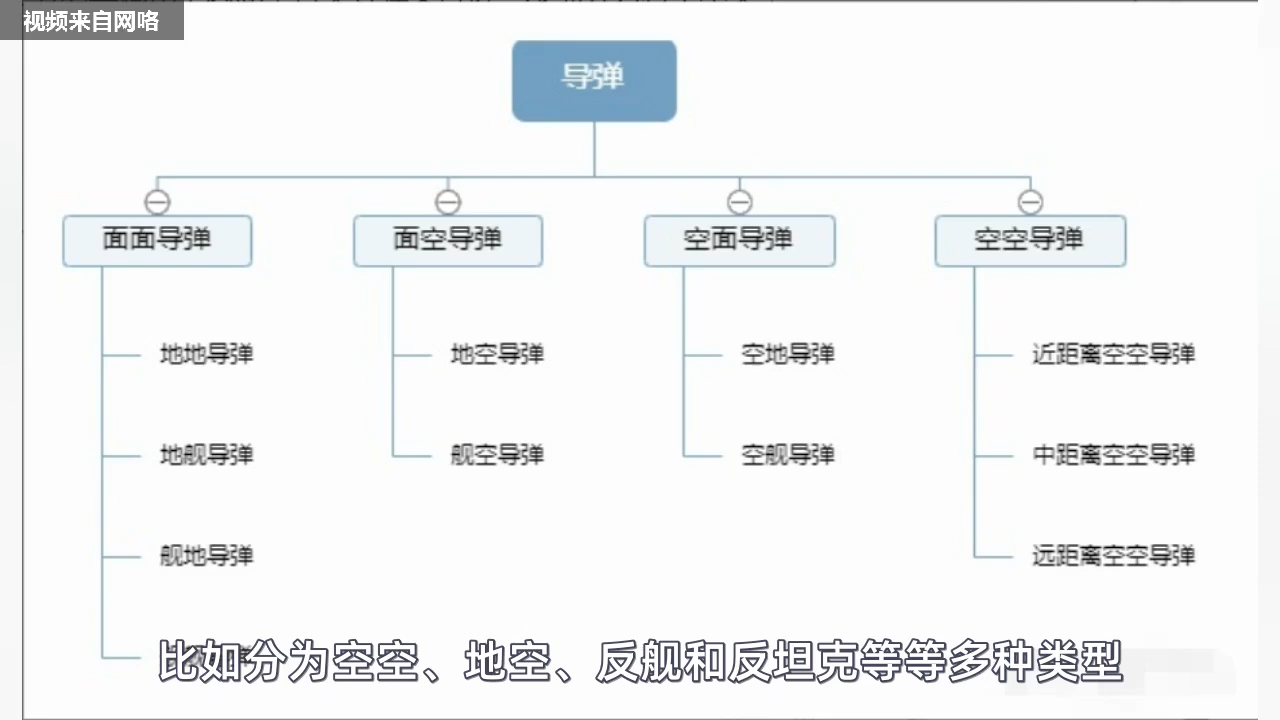 视频来自网咯
导弹
面面导弹
面空导弹
空面导弹
空空导弹
地地导弹
地空导弹
空地导弹
近距离空空导弹
地舰导弹
舰空导弹
空舰导弹
中距离空空导弹
舰地导弹
远距离空空导弹
比如分为空空、地空、反舰和反坦克等等多种类型